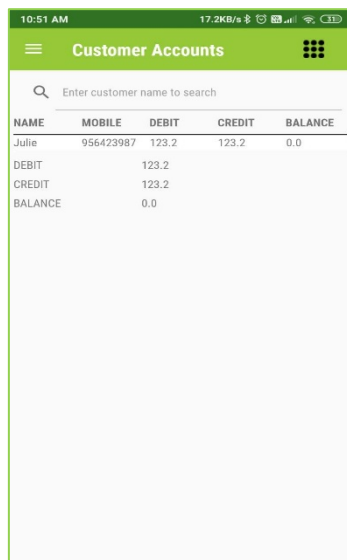 10:51 AM 17.2KB/s 33
Customer Accounts
Enter customer name to search
NAME MOBILE DEBIT CREDIT BALANCE
Julie 956423987 123.2 123.2 0.0
DEBIT 123.2
CREDIT 123.2
BALANCE 0.0